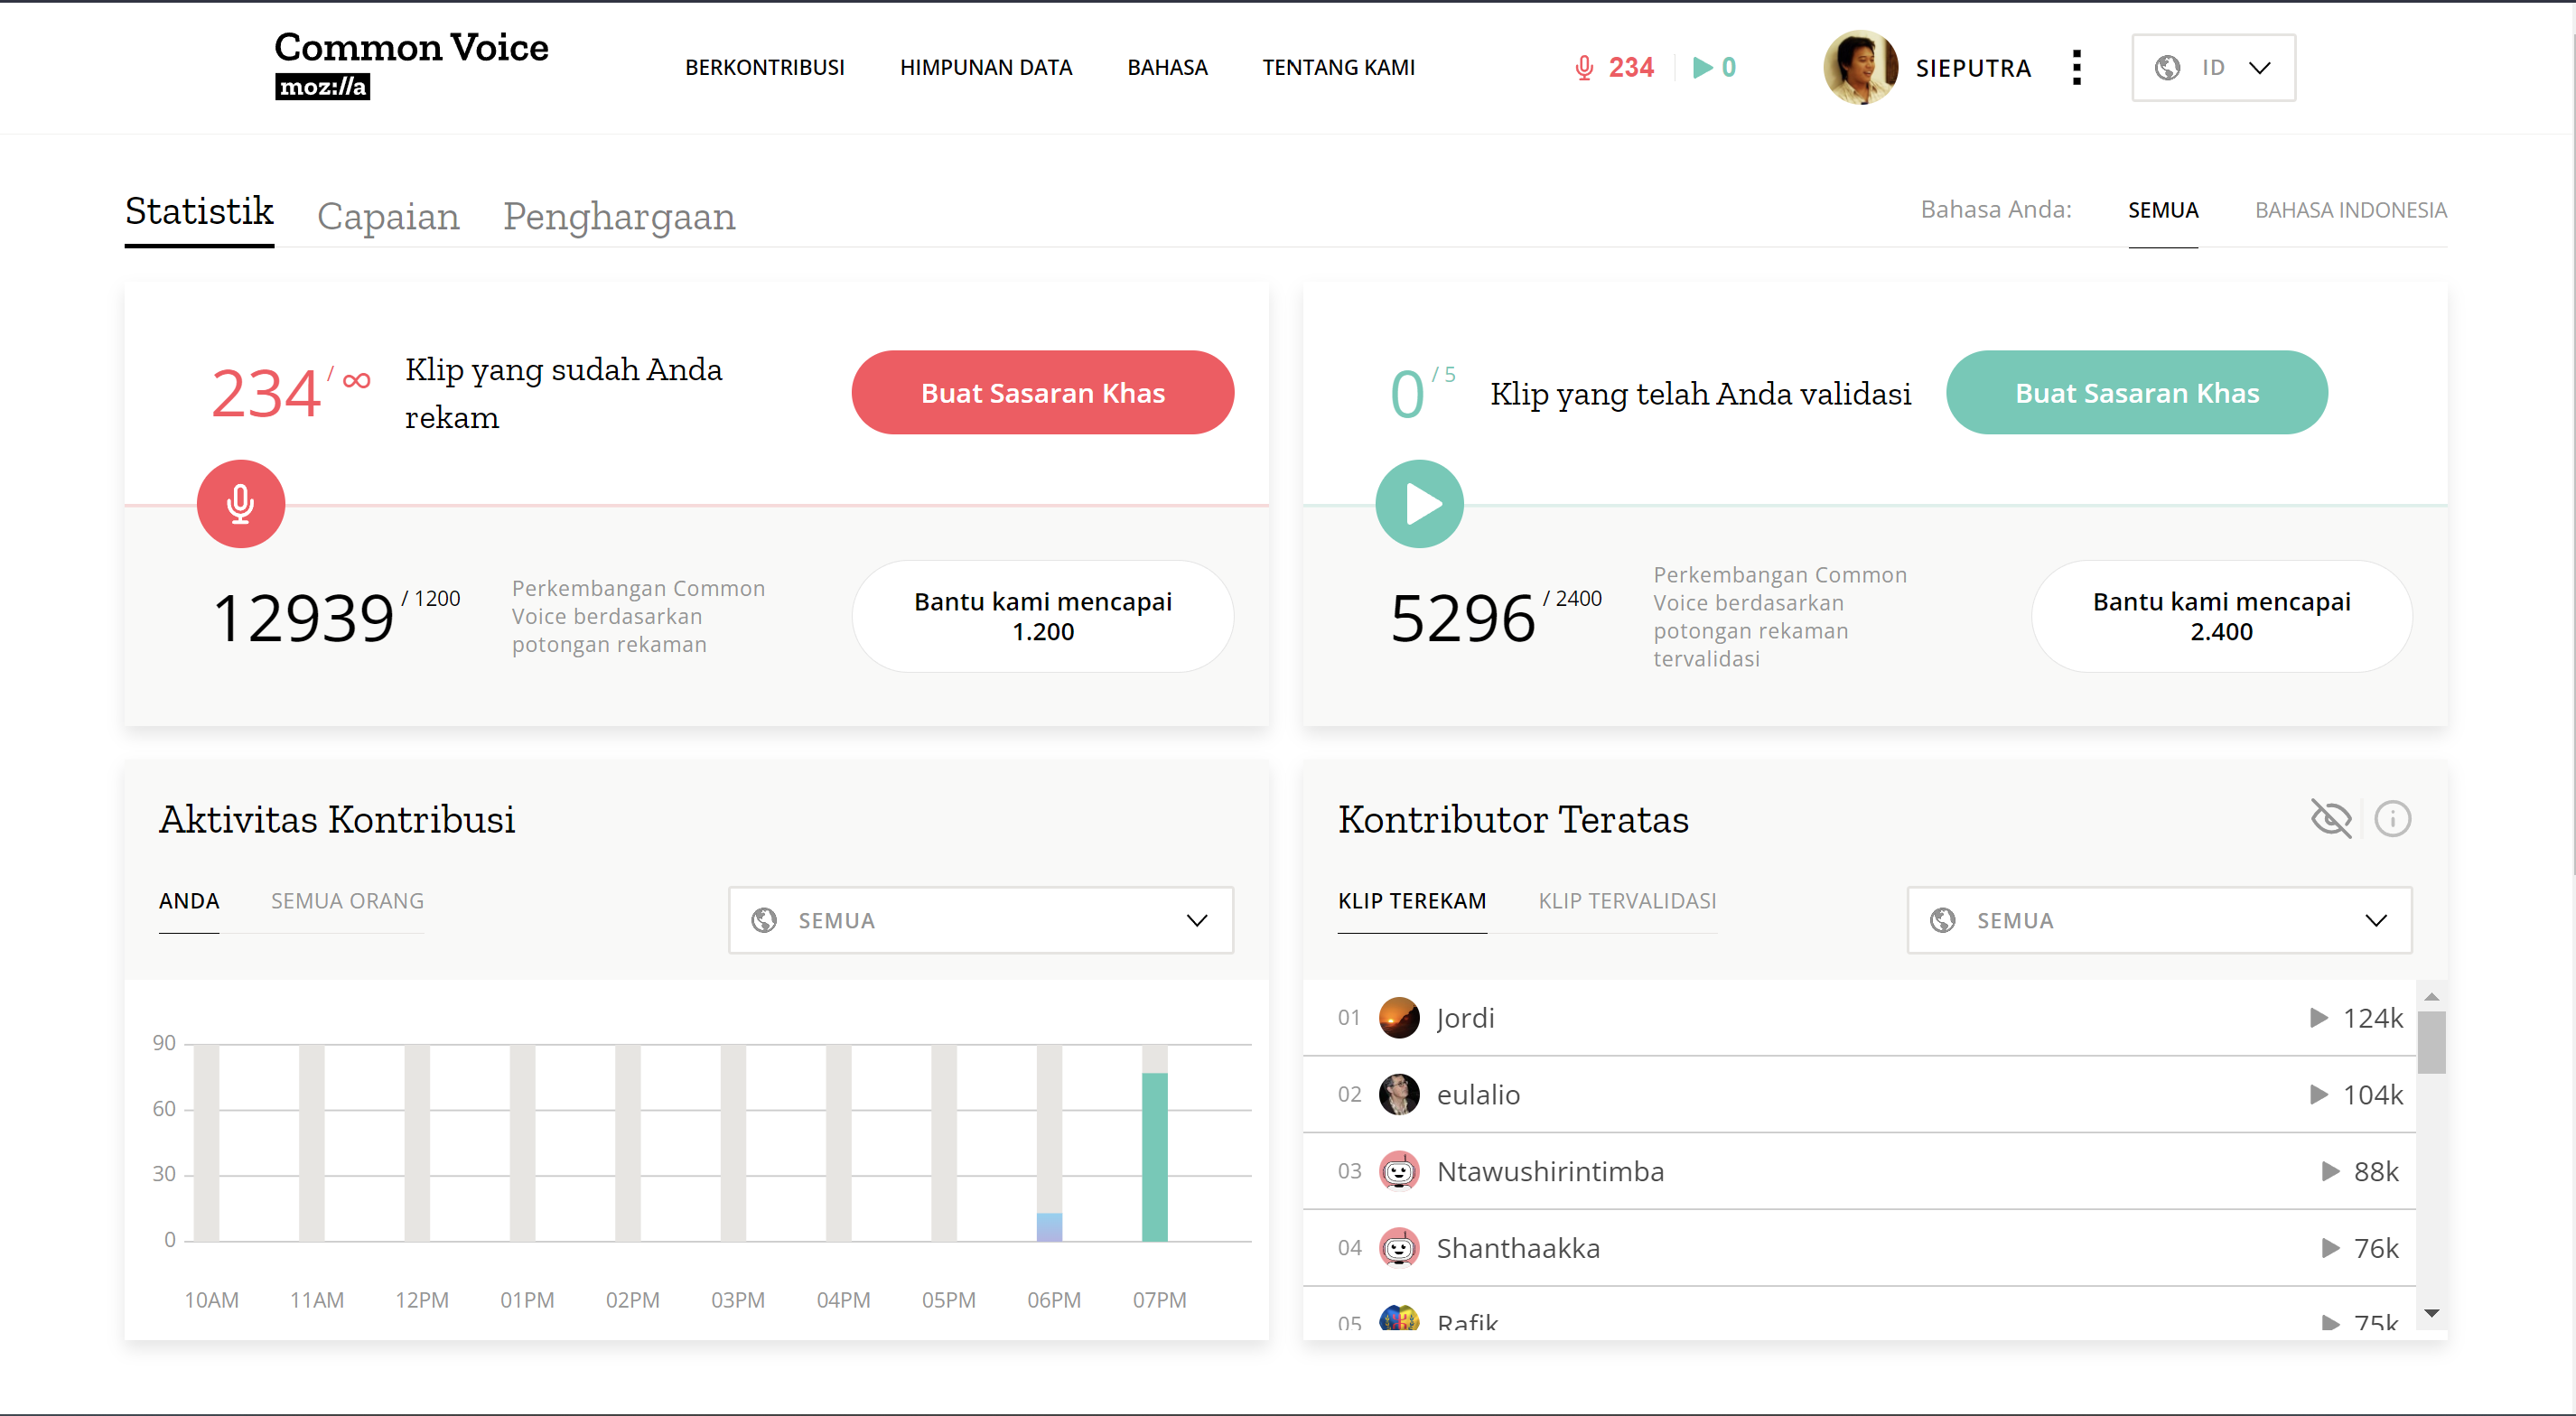 Common Voice
moz://a
BERKONTRIBUSI
HIMPUNAN DATA
BAHASA
TENTANG KAMI
234
0
SIEPUTRA
ID
Statistik
Capaian
Penghargaan
Bahasa Anda:
SEMUA
BAHASA INDONESIA
234 / ∞
Klip yang sudah Anda
rekam
Buat Sasaran Khas
12939 / 1200
Perkembangan Common
Voice berdasarkan
potongan rekaman
Bantu kami mencapai
1.200
0 / 5
Klip yang telah Anda validasi
Buat Sasaran Khas
5296 / 2400
Perkembangan Common
Voice berdasarkan
potongan rekaman
tervalidasi
Bantu kami mencapai
2.400
Aktivitas Kontribusi
ANDA
SEMUA ORANG
SEMUA
90
60
30
0
10AM 11AM 12PM 01PM 02PM 03PM 04PM 05PM 06PM 07PM
Kontributor Teratas
KLIP TEREKAM
KLIP TERVALIDASI
SEMUA
01 Jordi 124k
02 eulalio 104k
03 Ntawushirintimba 88k
04 Shanthaakka 76k
05 Rafik 75k